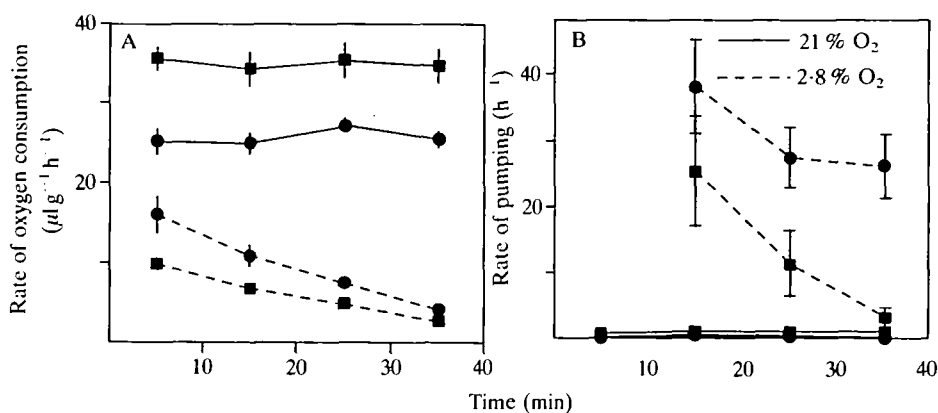 A
Rate of oxygen consumption
(µl g⁻¹ h⁻¹)
40
20
10
20
30
40
B
21 % O₂
2·8 % O₂
Rate of pumping (h⁻¹)
40
20
10
20
30
40
Time (min)